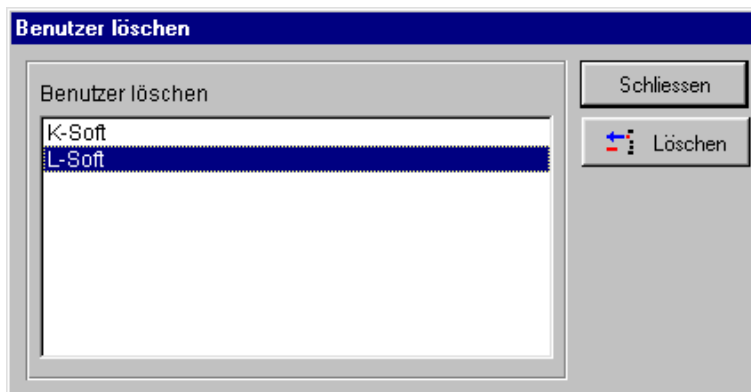 Benutzer löschen
Benutzer löschen
K-Soft
L-Soft
Schliessen
Löschen